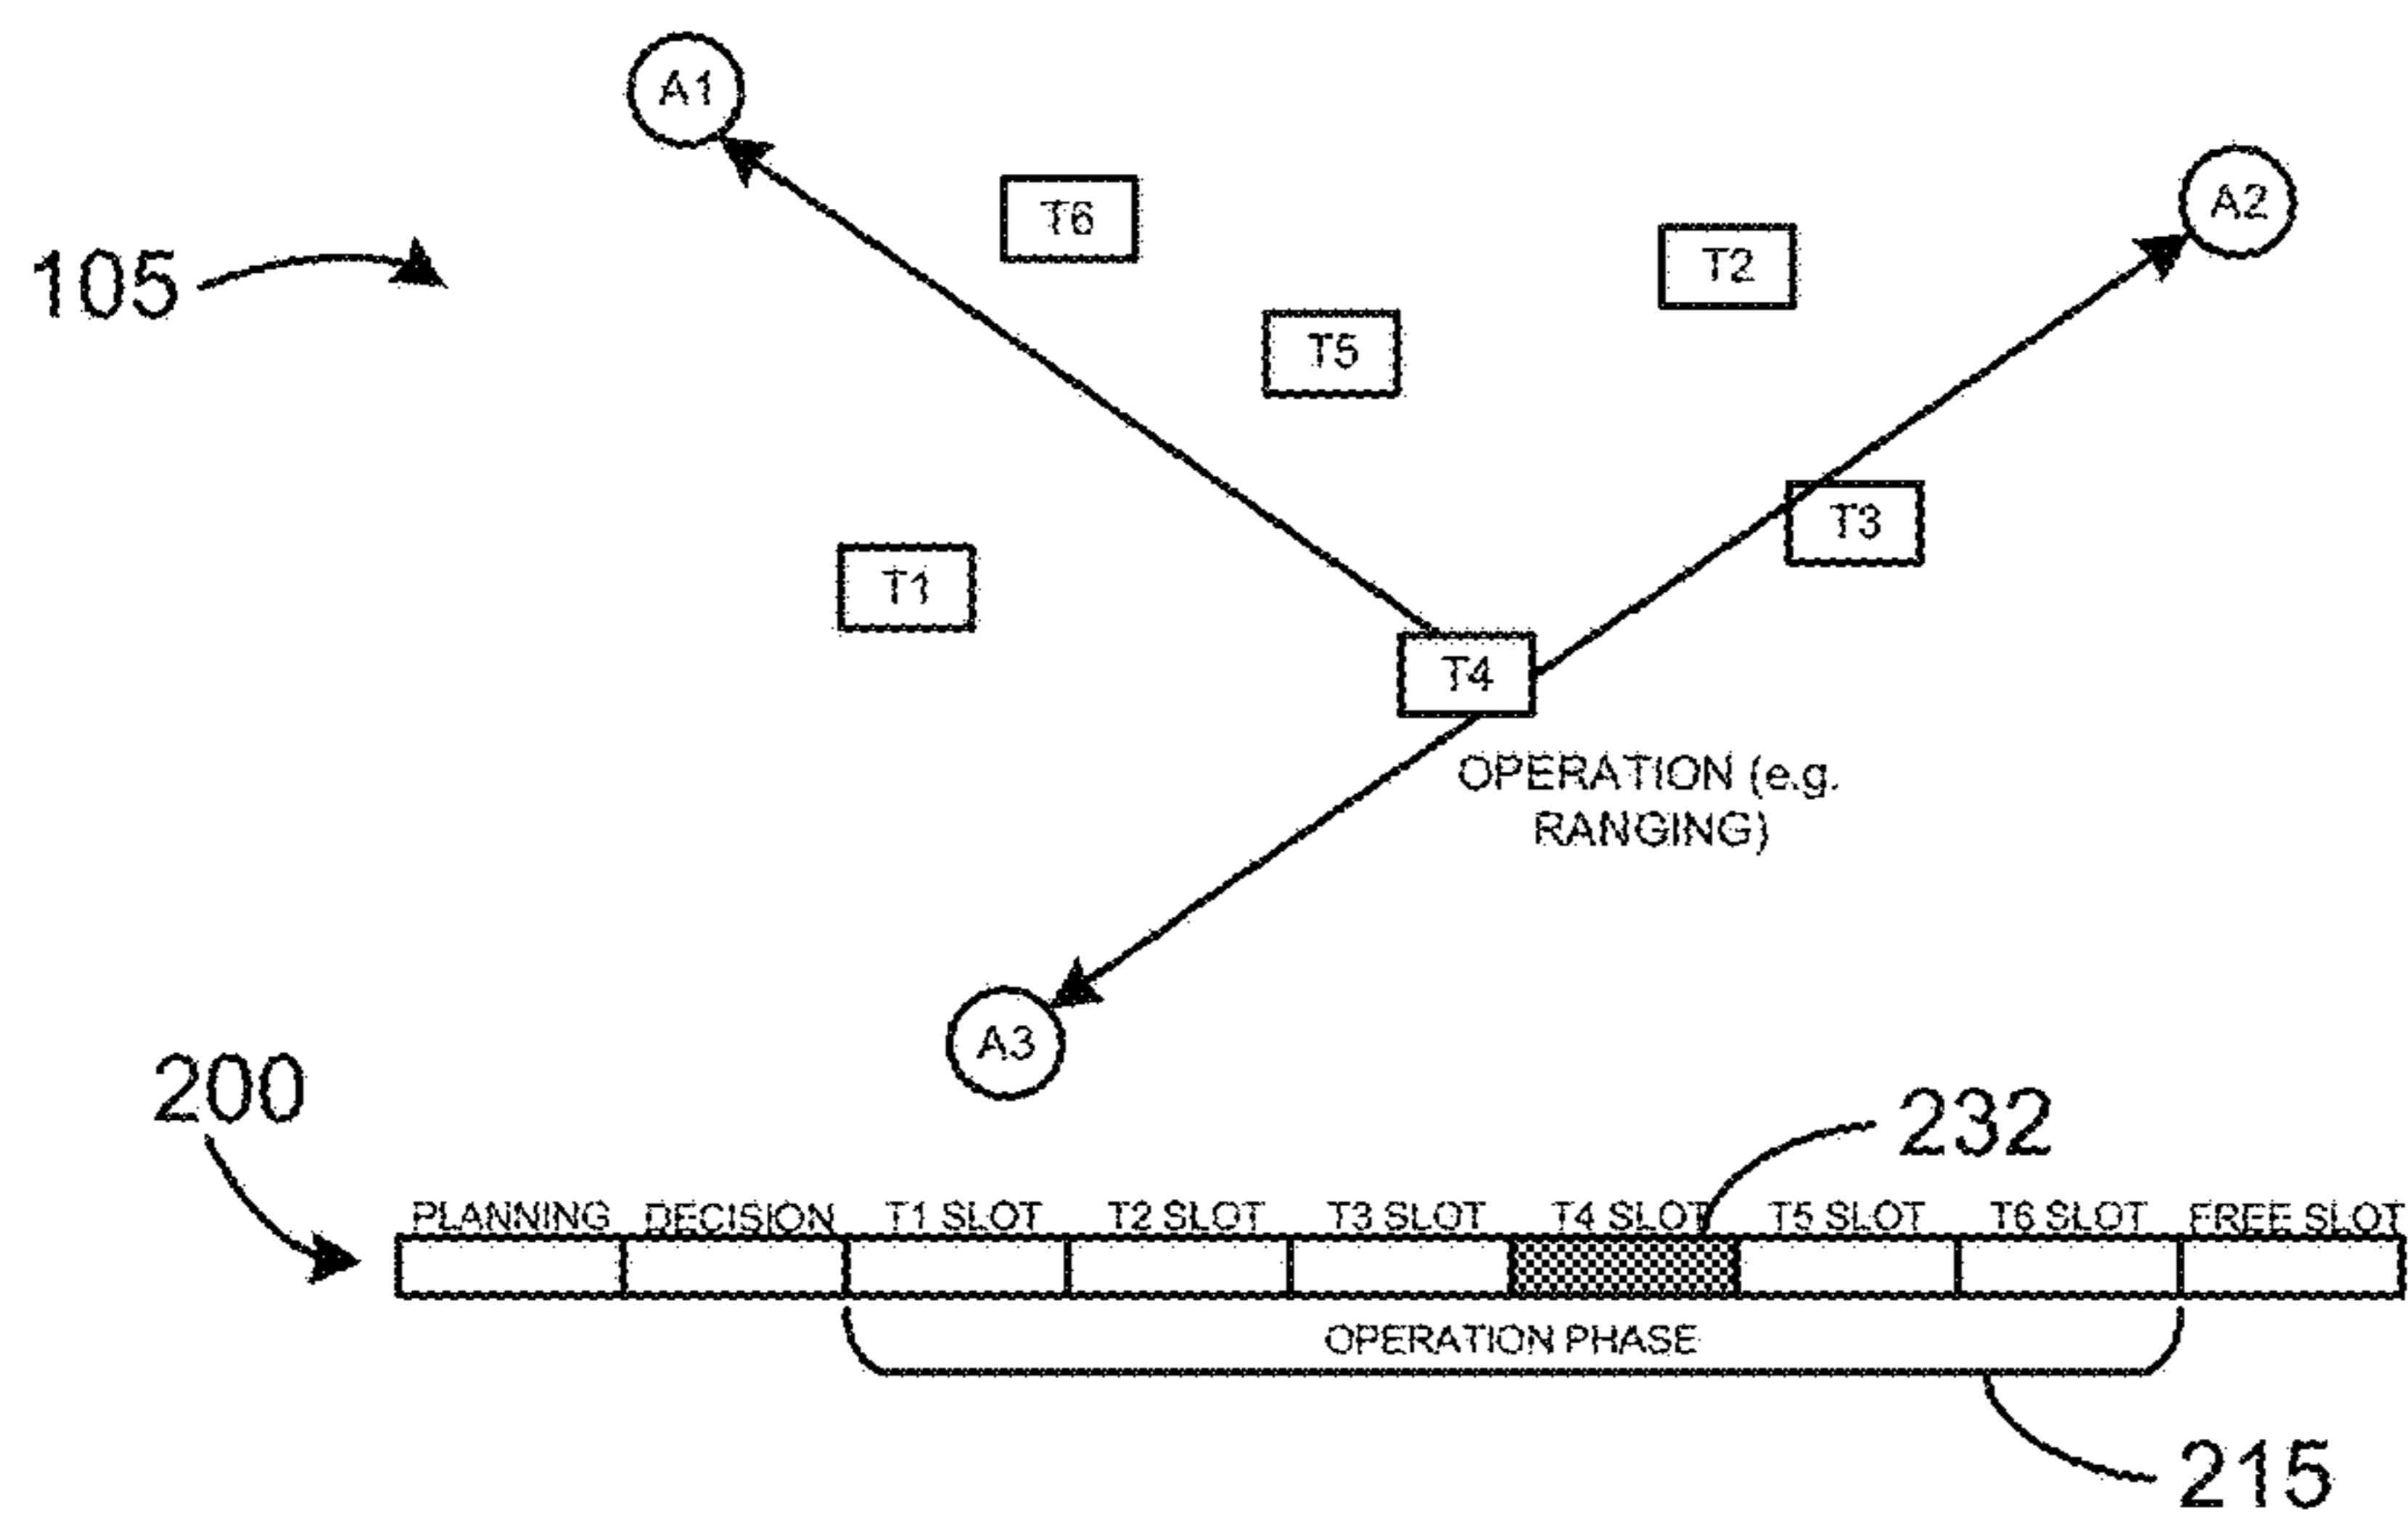 A1
A2
T6
T2
105
T5
T3
T1
T4
OPERATION (e.g.
RANGING)
A3
200
232
PLANNING DECISION T1 SLOT T2 SLOT T3 SLOT T4 SLOT T5 SLOT T6 SLOT FREE SLOT
OPERATION PHASE
215